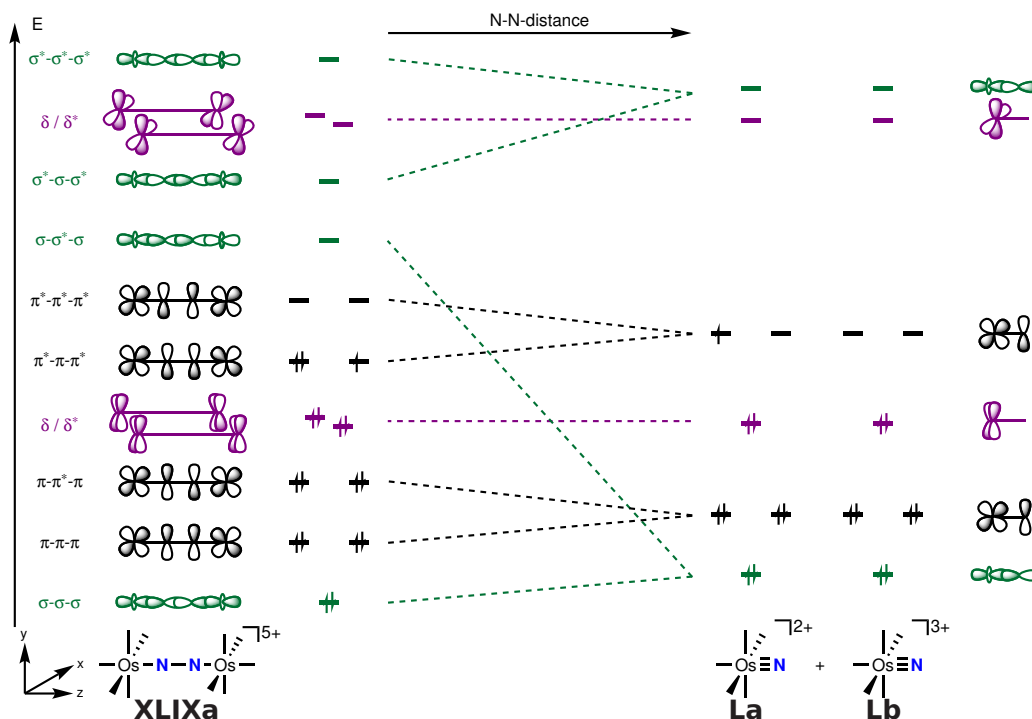 E
N-N-distance
σ*-σ*-σ*
δ / δ*
σ*-σ-σ*
σ-σ*-σ
π*-π*-π*
π*-π-π*
δ / δ*
π-π*-π
π-π-π
σ-σ-σ
y
x
z
Os N N Os 5+
Os N 2+
+
Os N 3+
XLIXa
La
Lb